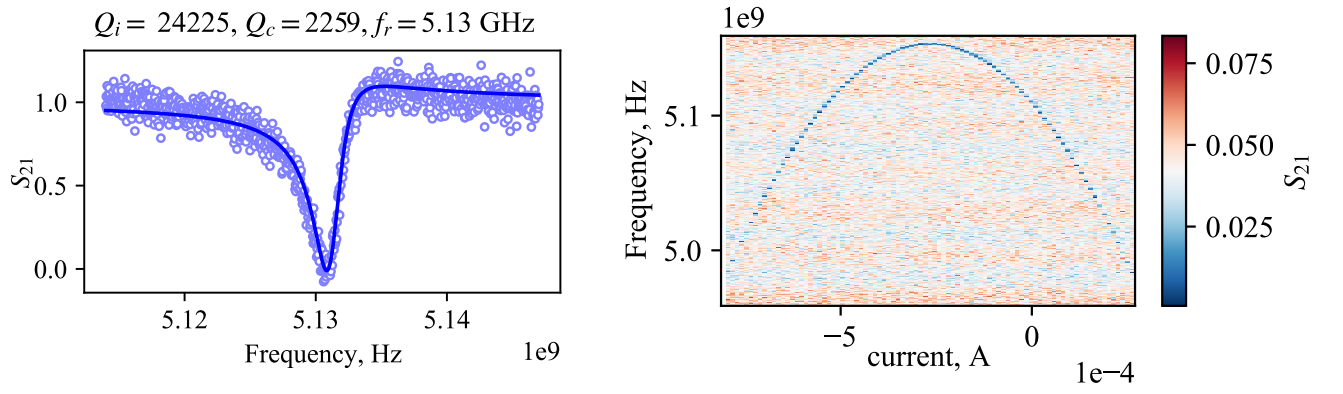 Q_i = 24225, Q_c = 2259, f_r = 5.13 GHz
S_21
1.0
0.5
0.0
5.12
5.13
5.14
Frequency, Hz
1e9
1e9
Frequency, Hz
5.1
5.0
−5
0
current, A
1e−4
0.075
0.050
0.025
S_21